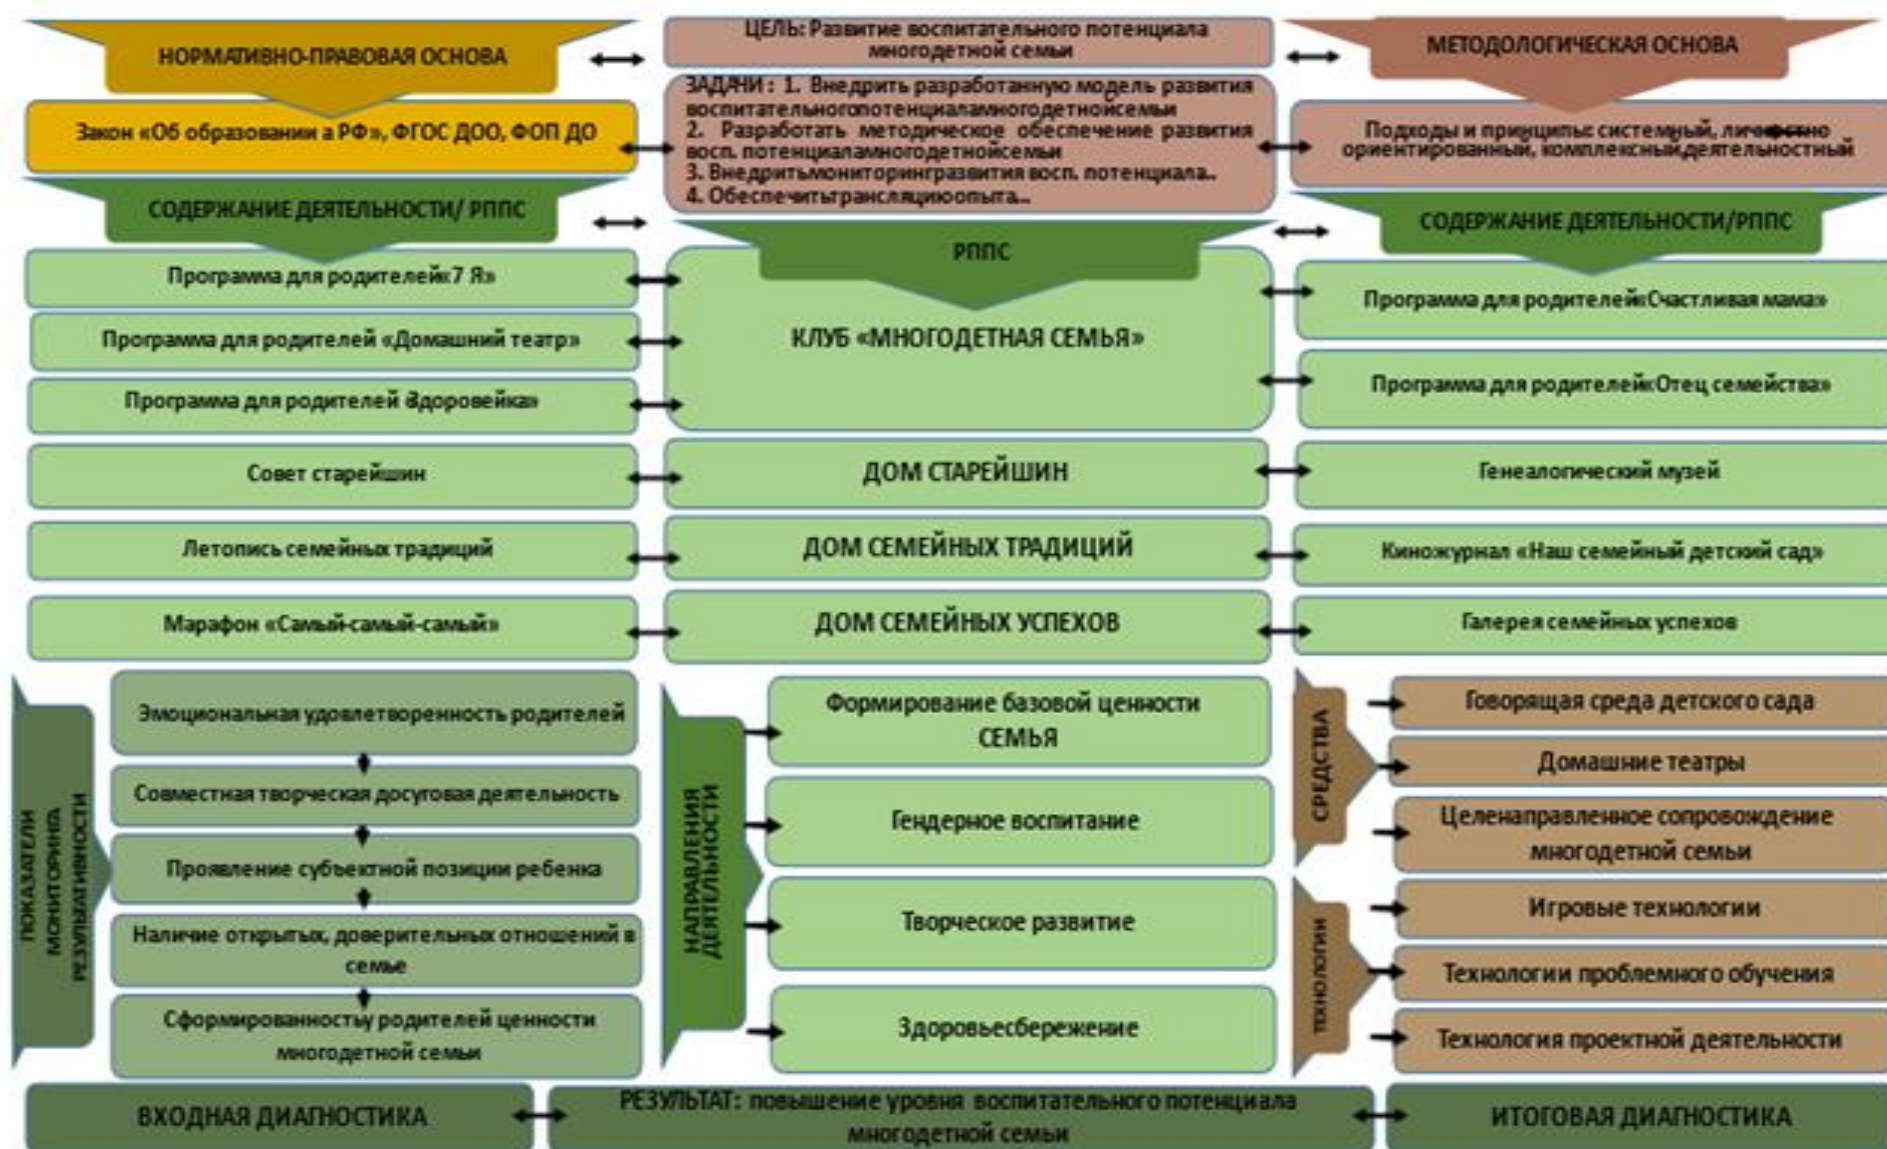 НОРМАТИВНО-ПРАВОВАЯ ОСНОВА
ЦЕЛЬ: Развитие воспитательного потенциала
многодетной семьи
МЕТОДОЛОГИЧЕСКАЯ ОСНОВА
Закон «Об образовании а РФ», ФГОС ДОО, ФОП ДО
ЗАДАЧИ : 1. Внедрить разработанную модель развития
воспитательногопотенциаламногодетнойсемьи
2. Разработать методическое обеспечение развития
восп. потенциаламногодетнойсемьи
3. Внедритьмониторингразвития восп. потенциала..
4. Обеспечитьтрансляциюопыта...
Подходы и принципы: системный, личностно
ориентированный, комплексный,деятельностный
СОДЕРЖАНИЕ ДЕЯТЕЛЬНОСТИ/ РППС
РППС
СОДЕРЖАНИЕ ДЕЯТЕЛЬНОСТИ/РППС
Программа для родителей«7 Я»
Программа для родителей «Домашний театр»
Программа для родителей «Здоровейка»
КЛУБ «МНОГОДЕТНАЯ СЕМЬЯ»
Программа для родителей«Счастливая мама»
Программа для родителей«Отец семейства»
Совет старейшин
ДОМ СТАРЕЙШИН
Генеалогический музей
Летопись семейных традиций
ДОМ СЕМЕЙНЫХ ТРАДИЦИЙ
Киножурнал «Наш семейный детский сад»
Марафон «Самый-самый-самый»
ДОМ СЕМЕЙНЫХ УСПЕХОВ
Галерея семейных успехов
ПОКАЗАТЕЛИ
МОНИТОРИНГА
РЕЗУЛЬТАТИВНОСТИ
Эмоциональная удовлетворенность родителей
Совместная творческая досуговая деятельность
Проявление субъектной позиции ребенка
Наличие открытых, доверительных отношений в
семье
Сформированностьу родителей ценности
многодетной семьи
НАПРАВЛЕНИЯ
ДЕЯТЕЛЬНОСТИ
Формирование базовой ценности
СЕМЬЯ
Гендерное воспитание
Творческое развитие
Здоровьесбережение
СРЕДСТВА
Говорящая среда детского сада
Домашние театры
Целенаправленное сопровождение
многодетной семьи
ТЕХНОЛОГИИ
Игровые технологии
Технологии проблемного обучения
Технология проектной деятельности
ВХОДНАЯ ДИАГНОСТИКА
РЕЗУЛЬТАТ: повышение уровня воспитательного потенциала
многодетной семьи
ИТОГОВАЯ ДИАГНОСТИКА